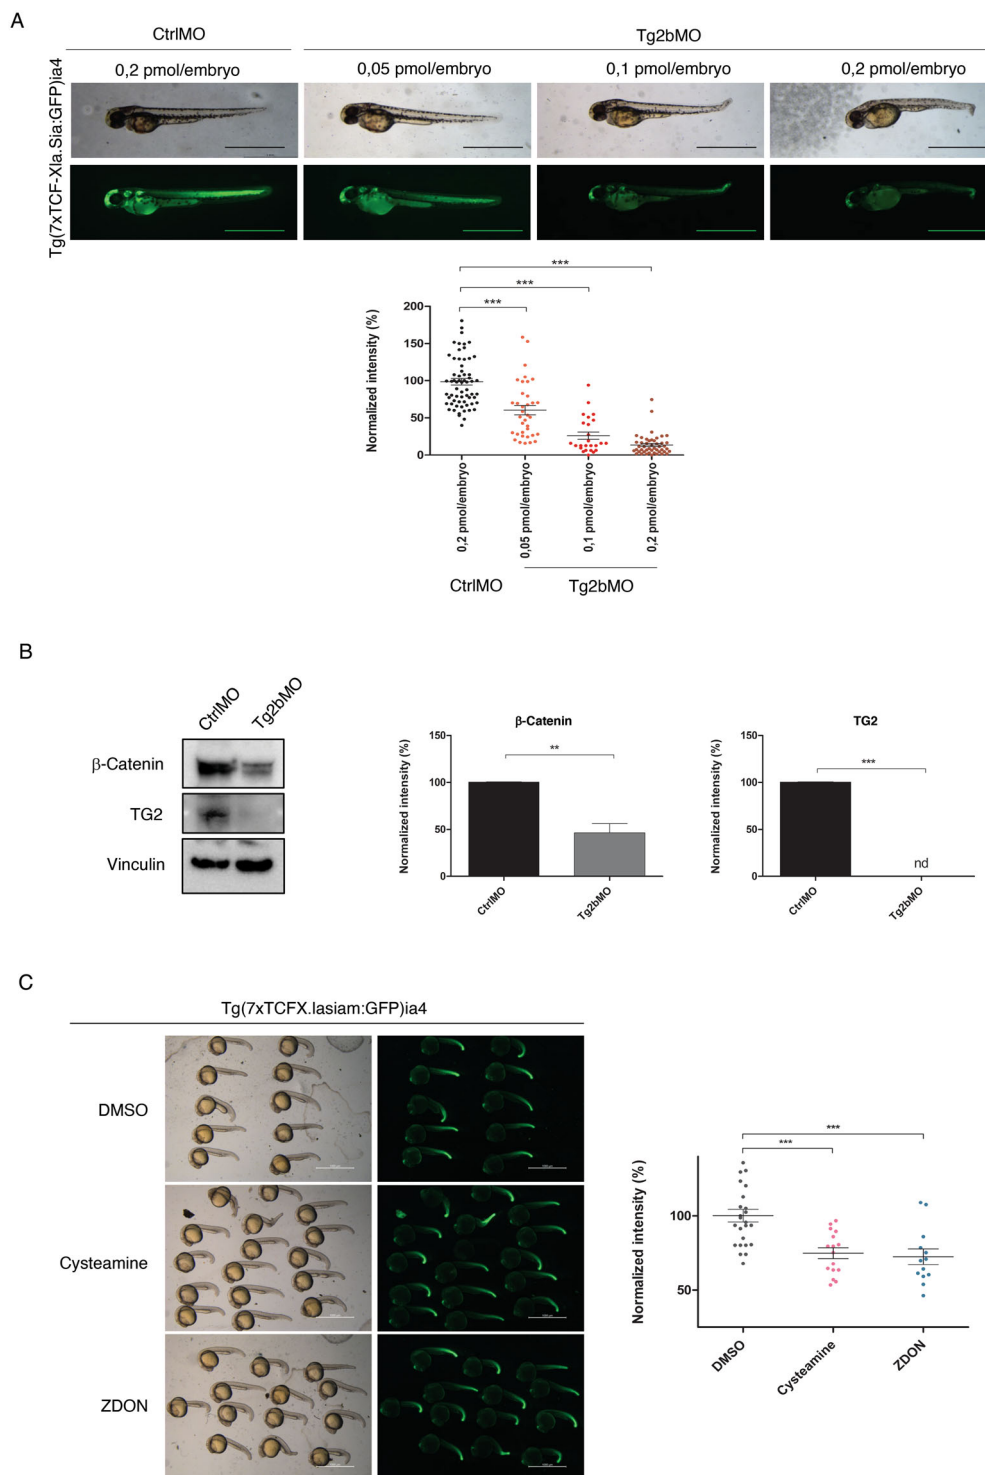 A
CtrlMO
Tg2bMO
0,2 pmol/embryo
0,05 pmol/embryo
0,1 pmol/embryo
0,2 pmol/embryo
Tg(7xTCF-Xla.Sia:GFP)ia4
***
***
***
Normalized intensity (%)
200
150
100
50
0
0,2 pmol/embryo
0,05 pmol/embryo
0,1 pmol/embryo
0,2 pmol/embryo
CtrlMO
Tg2bMO
B
CtrlMO
Tg2bMO
β-Catenin
TG2
Vinculin
β-Catenin
Normalized intensity (%)
150
100
50
0
**
CtrlMO
Tg2bMO
TG2
Normalized intensity (%)
150
100
50
0
***
nd
CtrlMO
Tg2bMO
C
Tg(7xTCFX.lasiam:GFP)ia4
DMSO
Cysteamine
ZDON
***
***
Normalized intensity (%)
100
50
DMSO
Cysteamine
ZDON